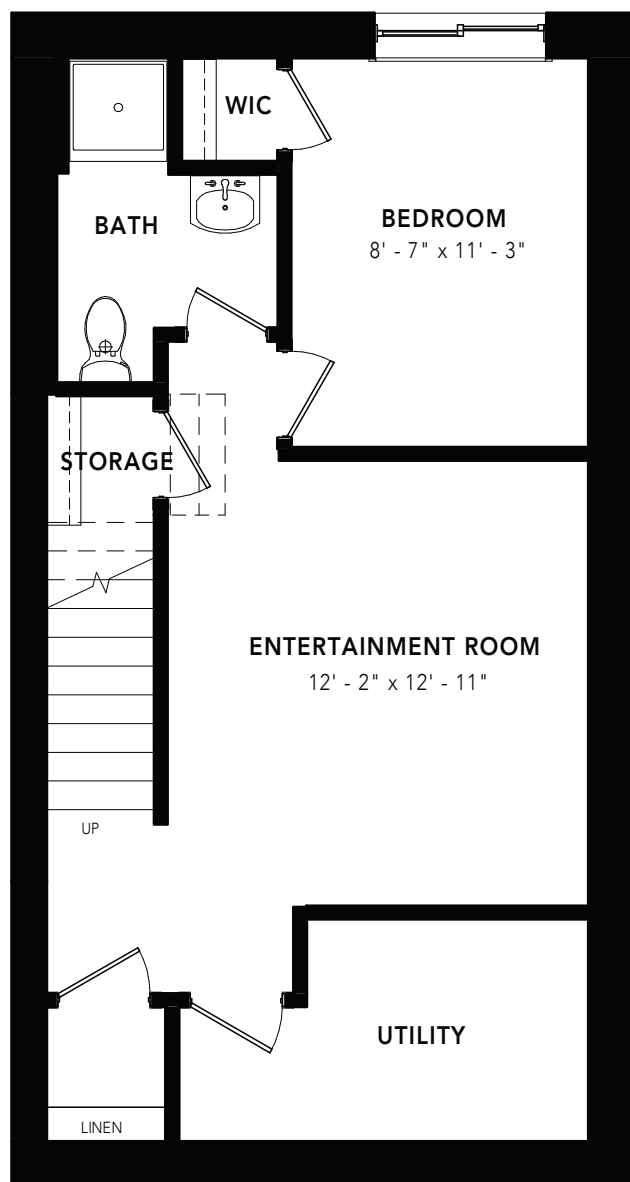 WIC
BATH
BEDROOM
8' - 7" x 11' - 3"
STORAGE
ENTERTAINMENT ROOM
12' - 2" x 12' - 11"
UP
UTILITY
LINEN